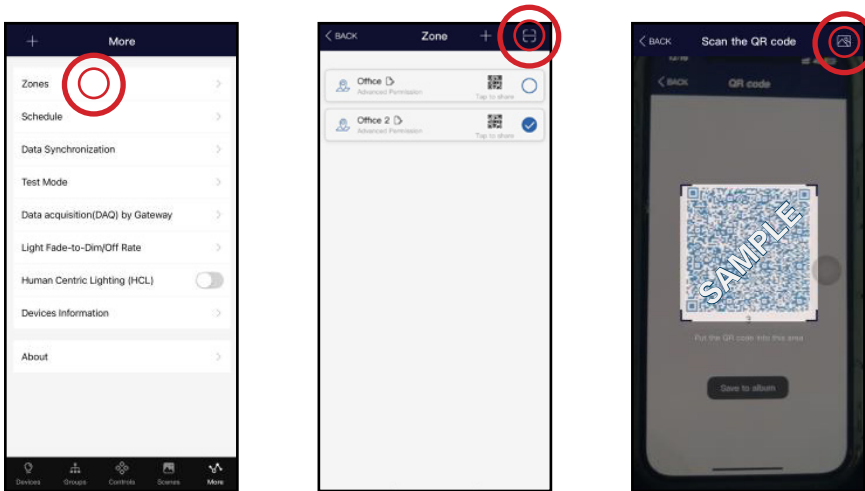 + More
Zones
Schedule
Data Synchronization
Test Mode
Data acquisition(DAQ) by Gateway
Light Fade-to-Dim/Off Rate
Human Centric Lighting (HCL)
Devices Information
About
Devices Groups Controls Scenes More
< BACK Zone +
Office
Advanced Permission
Tap to share
Office 2
Advanced Permission
Tap to share
< BACK Scan the QR code
< BACK QR code
SAMPLE
Put the QR code into this area
Save to album